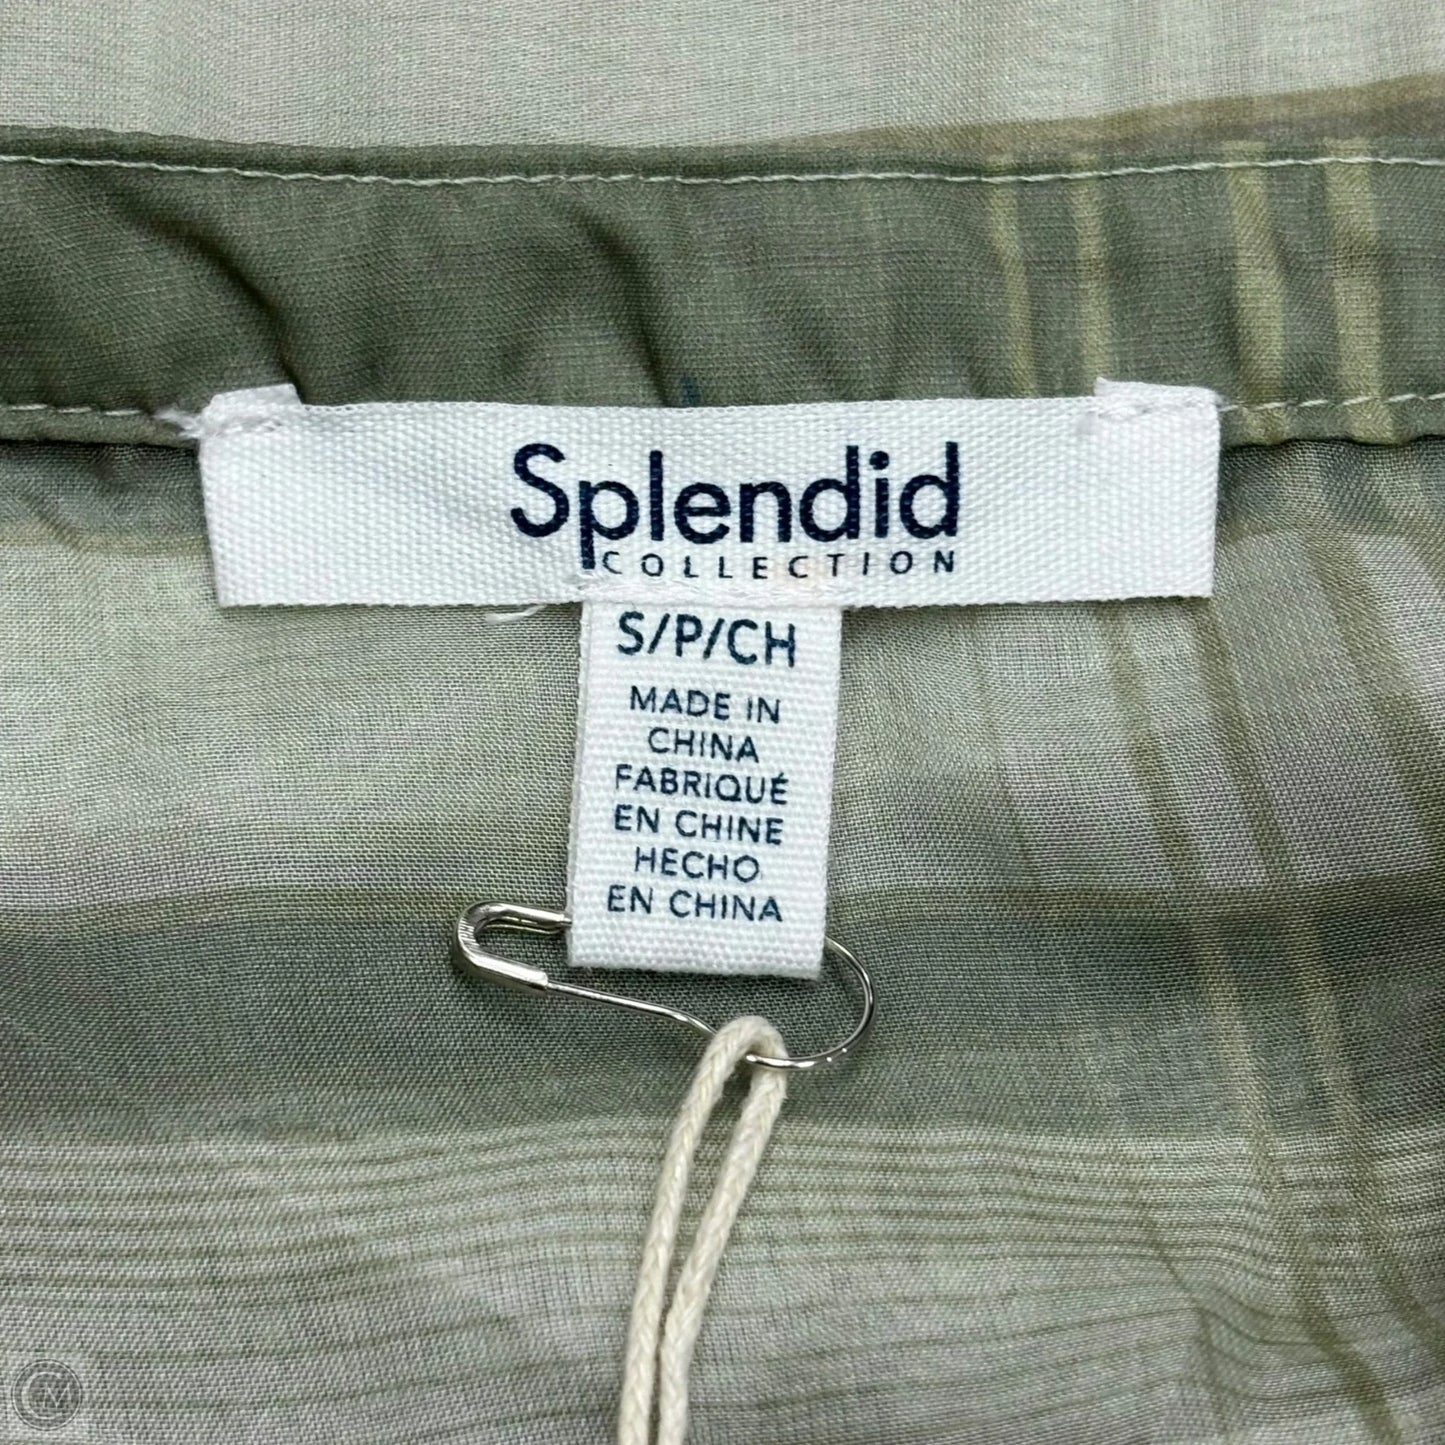 Splendid
COLLECTION
S/P/CH
MADE IN
CHINA
FABRIQUÉ
EN CHINE
HECHO
EN CHINA